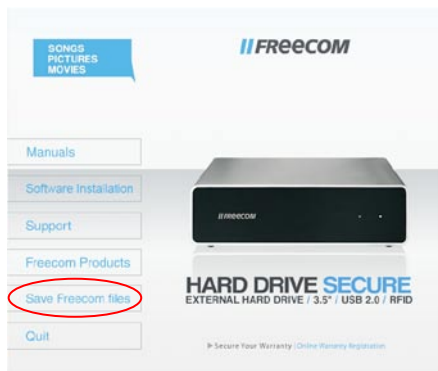 SONGS
PICTURES
MOVIES
FREECOM
Manuals
Software Installation
Support
FREECOM
Freecom Products
HARD DRIVE SECURE
EXTERNAL HARD DRIVE / 3.5" / USB 2.0 / RFID
Save Freecom files
Quit
Secure Your Warranty | Online Warranty Registration